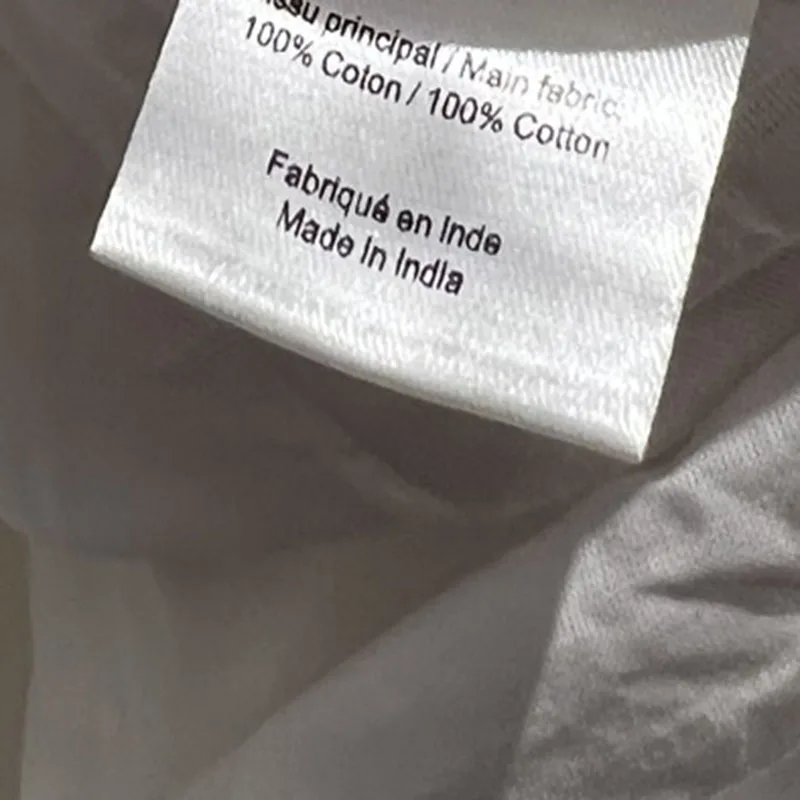 principal / Main fabric,
100% Coton / 100% Cotton
Fabriqué en Inde
Made in India